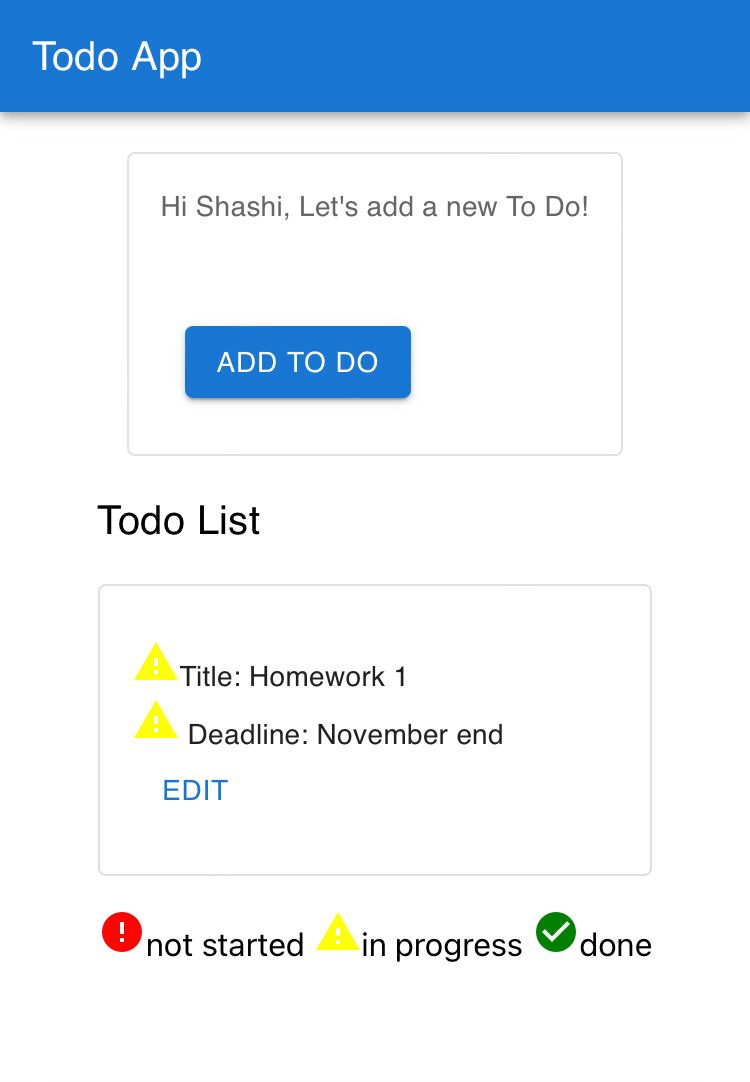 Todo App
Hi Shashi, Let's add a new To Do!
ADD TO DO
Todo List
Title: Homework 1
Deadline: November end
EDIT
not started in progress done